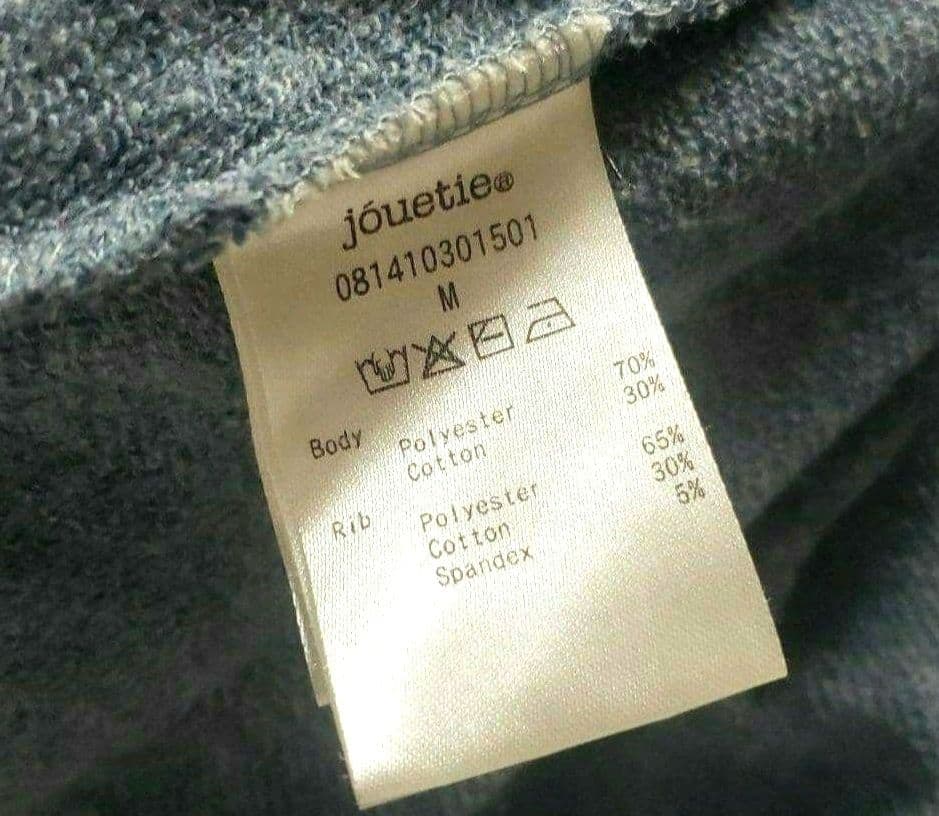 jóuetie®
081410301501
M
Body Polyester 70%
Cotton 30%
Rib Polyester 65%
Cotton 30%
Spandex 5%